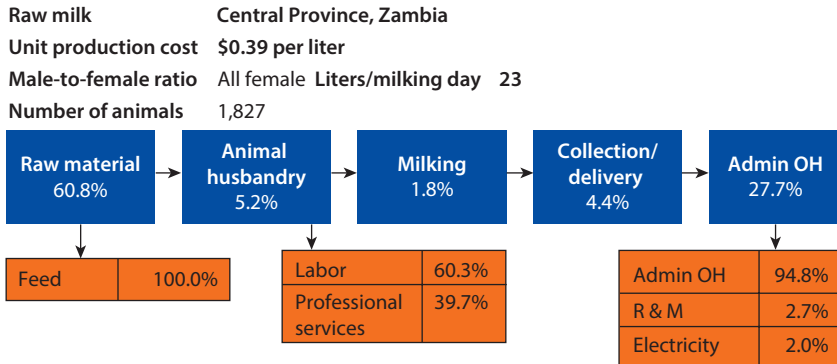 Raw milk Central Province, Zambia
Unit production cost $0.39 per liter
Male-to-female ratio All female Liters/milking day 23
Number of animals 1,827
Raw material
60.8%
Animal
husbandry
5.2%
Milking
1.8%
Collection/
delivery
4.4%
Admin OH
27.7%
Feed 100.0%
Labor 60.3%
Professional 39.7%
services
Admin OH 94.8%
R & M 2.7%
Electricity 2.0%